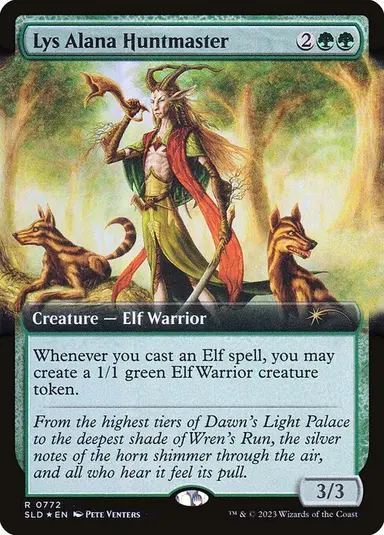 Lys Alana Huntmaster 2
Creature — Elf Warrior
Whenever you cast an Elf spell, you may
create a 1/1 green Elf Warrior creature
token.
From the highest tiers of Dawn's Light Palace
to the deepest shade of Wren's Run, the silver
notes of the horn shimmer through the air,
and all who hear it feel its pull.
3/3
R 0772
SLD ★ EN Pete Venters
™ & © 2023 Wizards of the Coast